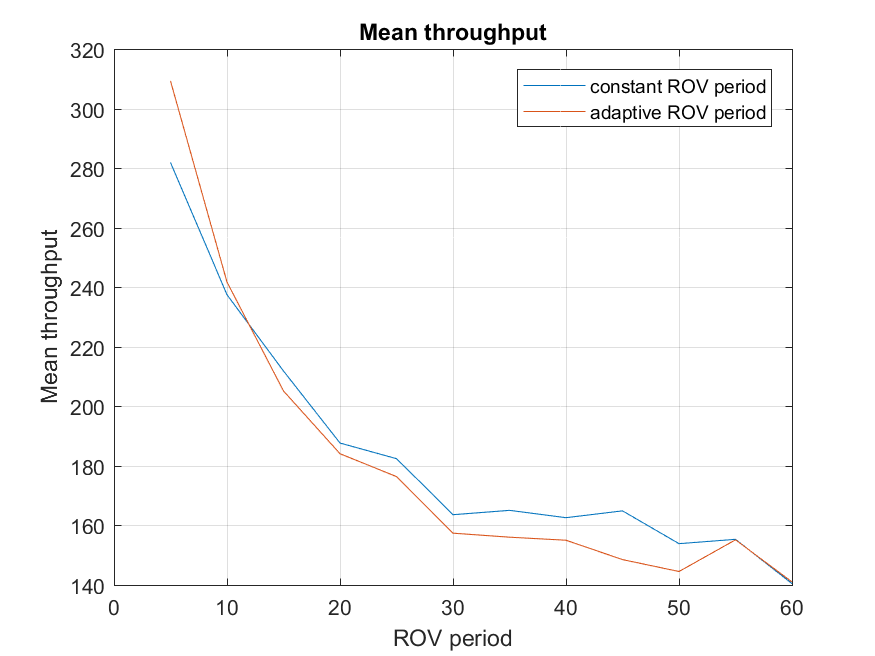 Mean throughput
constant ROV period
adaptive ROV period
320
300
280
260
240
220
200
180
160
140
Mean throughput
0 10 20 30 40 50 60
ROV period